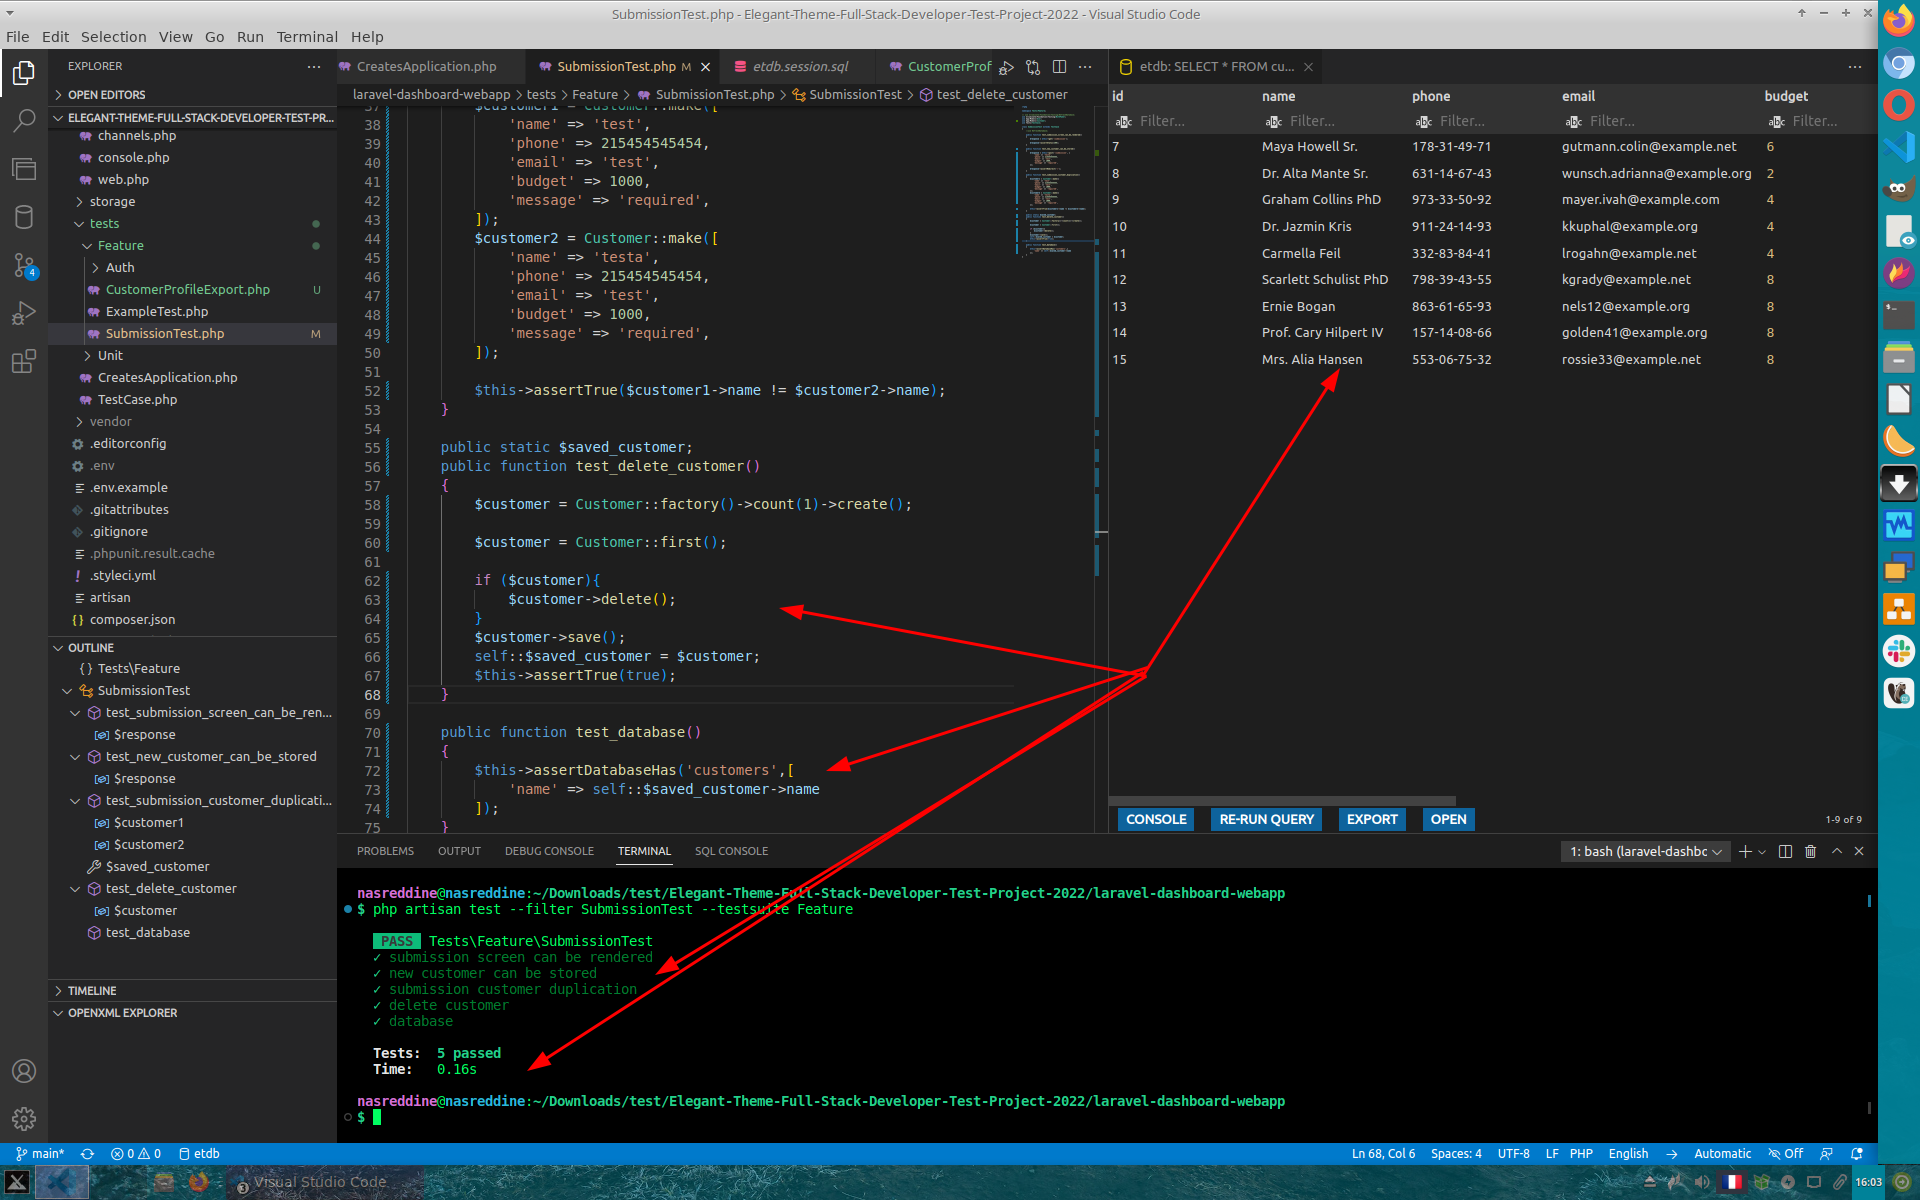 SubmissionTest.php - Elegant-Theme-Full-Stack-Developer-Test-Project-2022 - Visual Studio Code
File Edit Selection View Go Run Terminal Help
EXPLORER
OPEN EDITORS
ELEGANT-THEME-FULL-STACK-DEVELOPER-TEST-PR...
channels.php
console.php
web.php
storage
tests
Feature
Auth
CustomerProfileExport.php U
ExampleTest.php
SubmissionTest.php M
Unit
CreatesApplication.php
TestCase.php
vendor
.editorconfig
.env
.env.example
.gitattributes
.gitignore
.phpunit.result.cache
.styleci.yml
artisan
composer.json
OUTLINE
{} Tests\Feature
SubmissionTest
test_submission_screen_can_be_ren...
$response
test_new_customer_can_be_stored
$response
test_submission_customer_duplicati...
$customer1
$customer2
$saved_customer
test_delete_customer
$customer
test_database
TIMELINE
OPENXML EXPLORER
4
CreatesApplication.php
SubmissionTest.php M
etdb.session.sql
CustomerProf
laravel-dashboard-webapp > tests > Feature > SubmissionTest.php > SubmissionTest > test_delete_customer
37 $customer1 = Customer::make([
38 'name' => 'test',
39 'phone' => 215454545454,
40 'email' => 'test',
41 'budget' => 1000,
42 'message' => 'required',
43 ]);
44 $customer2 = Customer::make([
45 'name' => 'testa',
46 'phone' => 215454545454,
47 'email' => 'test',
48 'budget' => 1000,
49 'message' => 'required',
50 ]);
51
52 $this->assertTrue($customer1->name != $customer2->name);
53 }
54
55 public static $saved_customer;
56 public function test_delete_customer()
57 {
58 $customer = Customer::factory()->count(1)->create();
59
60 $customer = Customer::first();
61
62 if ($customer){
63 $customer->delete();
64 }
65 $customer->save();
66 self::$saved_customer = $customer;
67 $this->assertTrue(true);
68 }
69
70 public function test_database()
71 {
72 $this->assertDatabaseHas('customers',[
73 'name' => self::$saved_customer->name
74 ]);
75 }
etdb: SELECT * FROM cu...
id name phone email budget
Filter... Filter... Filter... Filter... Filter...
7 Maya Howell Sr. 178-31-49-71 gutmann.colin@example.net 6
8 Dr. Alta Mante Sr. 631-14-67-43 wunsch.adrianna@example.org 2
9 Graham Collins PhD 973-33-50-92 mayer.ivah@example.com 4
10 Dr. Jazmin Kris 911-24-14-93 kkuphal@example.org 4
11 Carmella Feil 332-83-84-41 lrogahn@example.net 4
12 Scarlett Schulist PhD 798-39-43-55 kgrady@example.net 8
13 Ernie Bogan 863-61-65-93 nels12@example.org 8
14 Prof. Cary Hilpert IV 157-14-08-66 golden41@example.org 8
15 Mrs. Alia Hansen 553-06-75-32 rossie33@example.net 8
CONSOLE RE-RUN QUERY EXPORT OPEN 1-9 of 9
PROBLEMS OUTPUT DEBUG CONSOLE TERMINAL SQL CONSOLE
1: bash (laravel-dashbc
nasreddine@nasreddine:~/Downloads/test/Elegant-Theme-Full-Stack-Developer-Test-Project-2022/laravel-dashboard-webapp
$ php artisan test --filter SubmissionTest --testsuite Feature
PASS Tests\Feature\SubmissionTest
✓ submission screen can be rendered
✓ new customer can be stored
✓ submission customer duplication
✓ delete customer
✓ database
Tests: 5 passed
Time: 0.16s
nasreddine@nasreddine:~/Downloads/test/Elegant-Theme-Full-Stack-Developer-Test-Project-2022/laravel-dashboard-webapp
$
main* 0 0 etdb Ln 68, Col 6 Spaces: 4 UTF-8 LF PHP English Automatic Off
3 Visual Studio Code 16:03